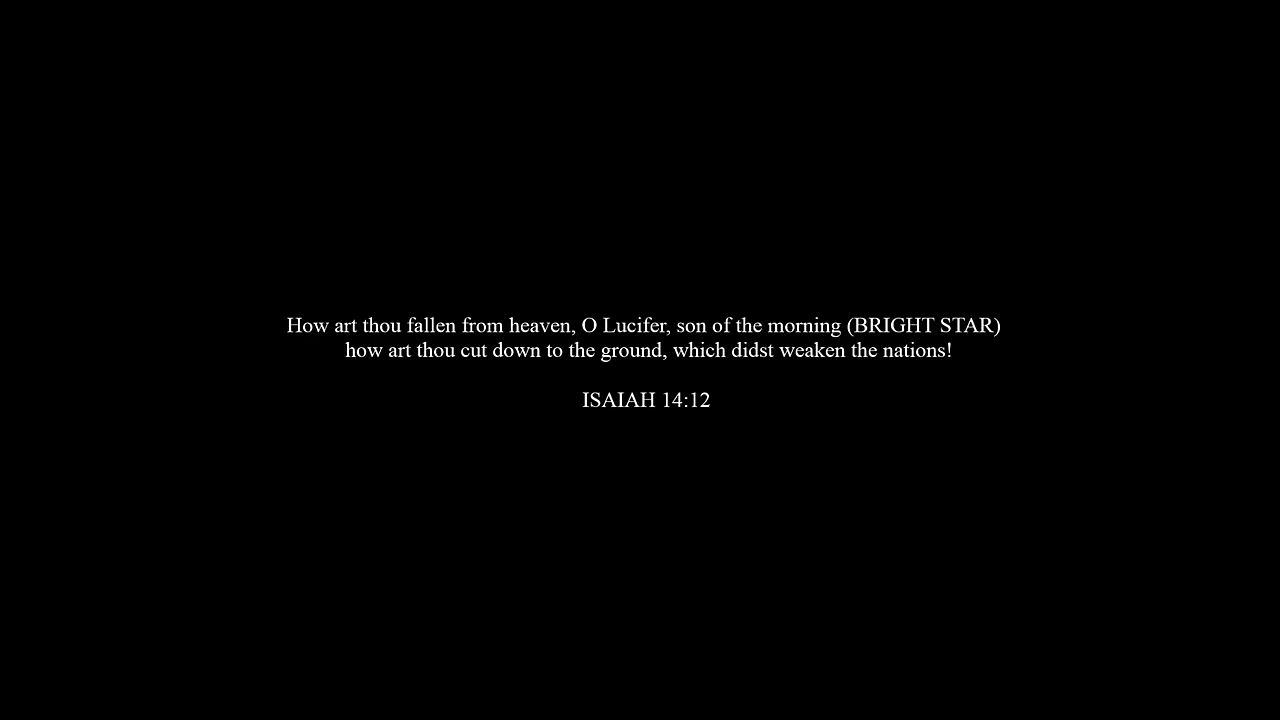 How art thou fallen from heaven, O Lucifer, son of the morning (BRIGHT STAR)
how art thou cut down to the ground, which didst weaken the nations!
ISAIAH 14:12